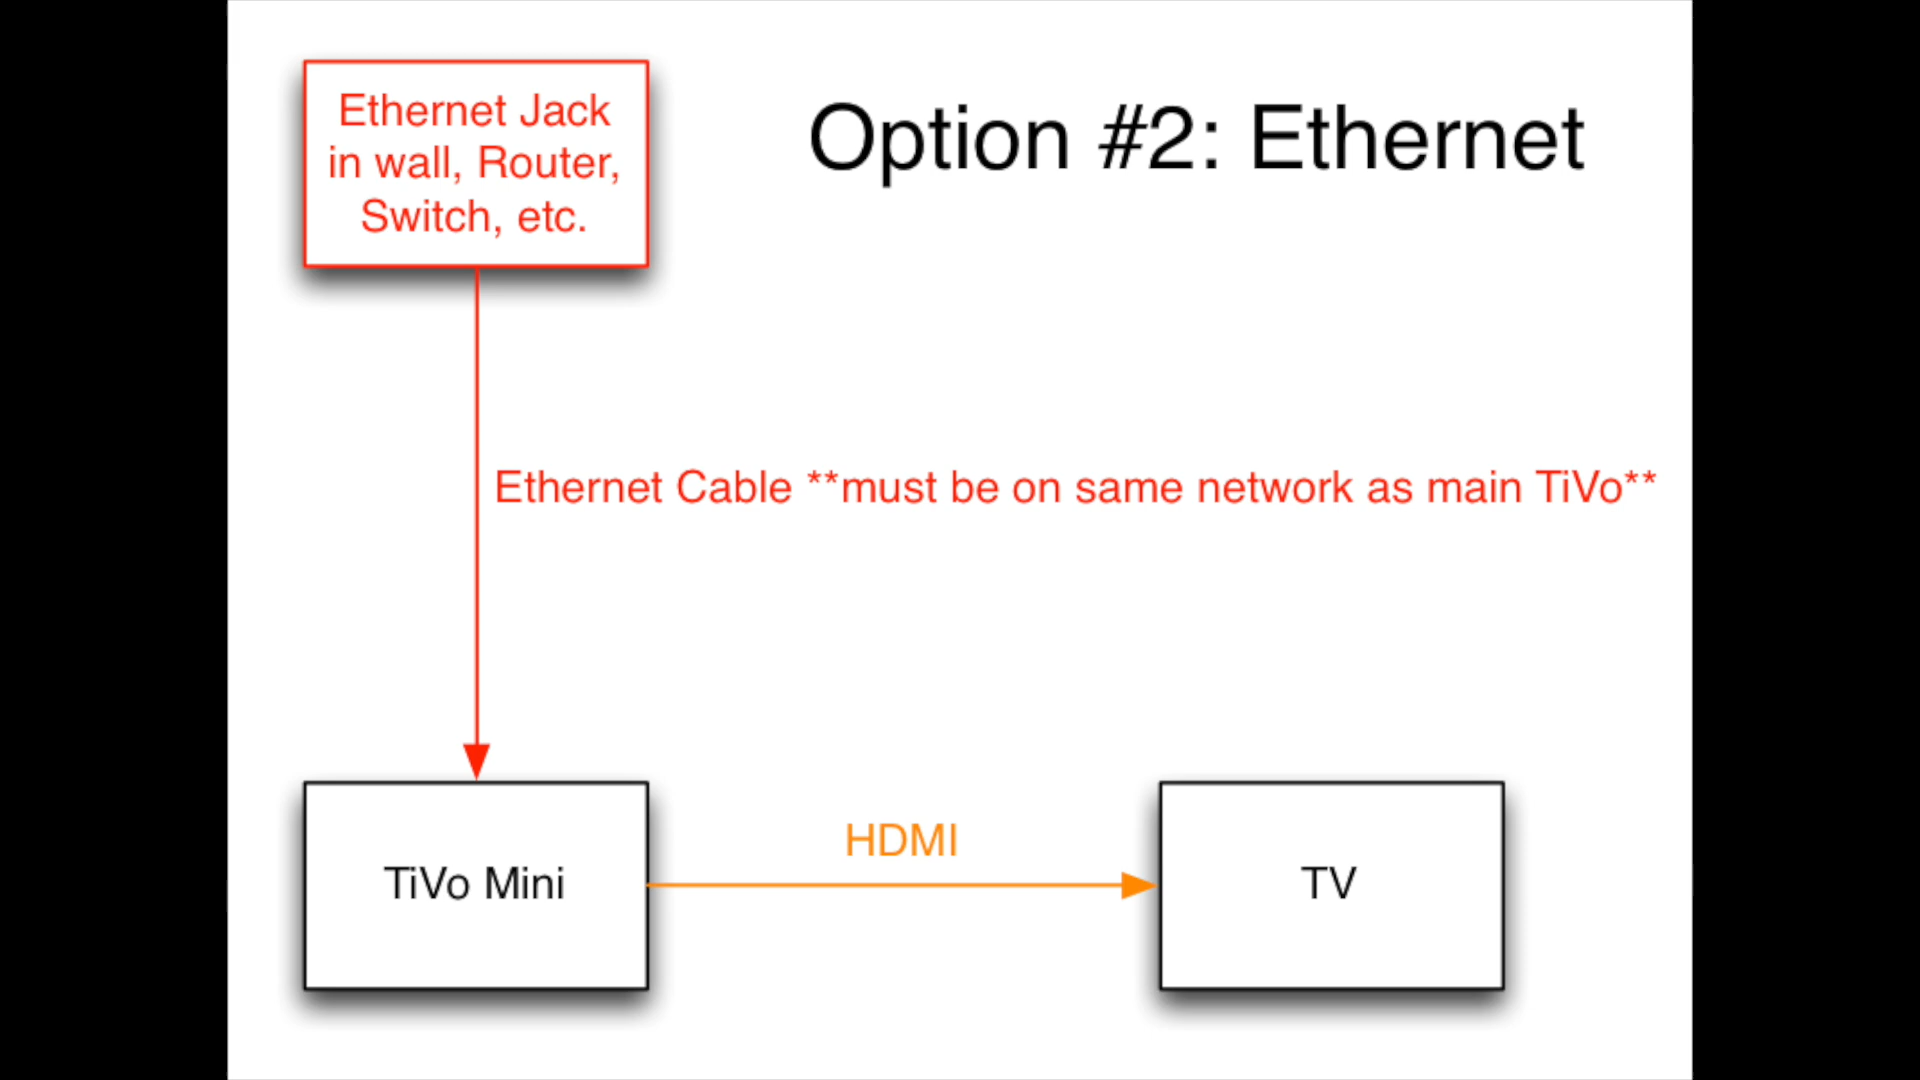 Option #2: Ethernet
Ethernet Jack
in wall, Router,
Switch, etc.
Ethernet Cable **must be on same network as main TiVo**
HDMI
TiVo Mini
TV